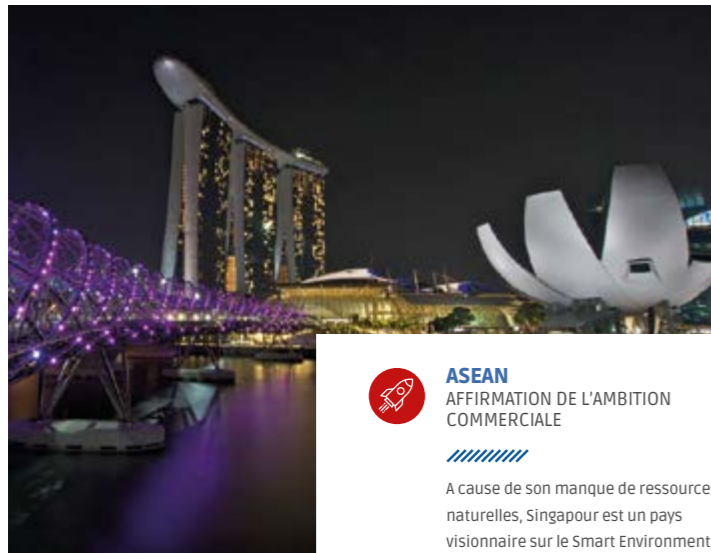 ASEAN
AFFIRMATION DE L'AMBITION
COMMERCIALE
A cause de son manque de ressources
naturelles, Singapour est un pays
visionnaire sur le Smart Environment